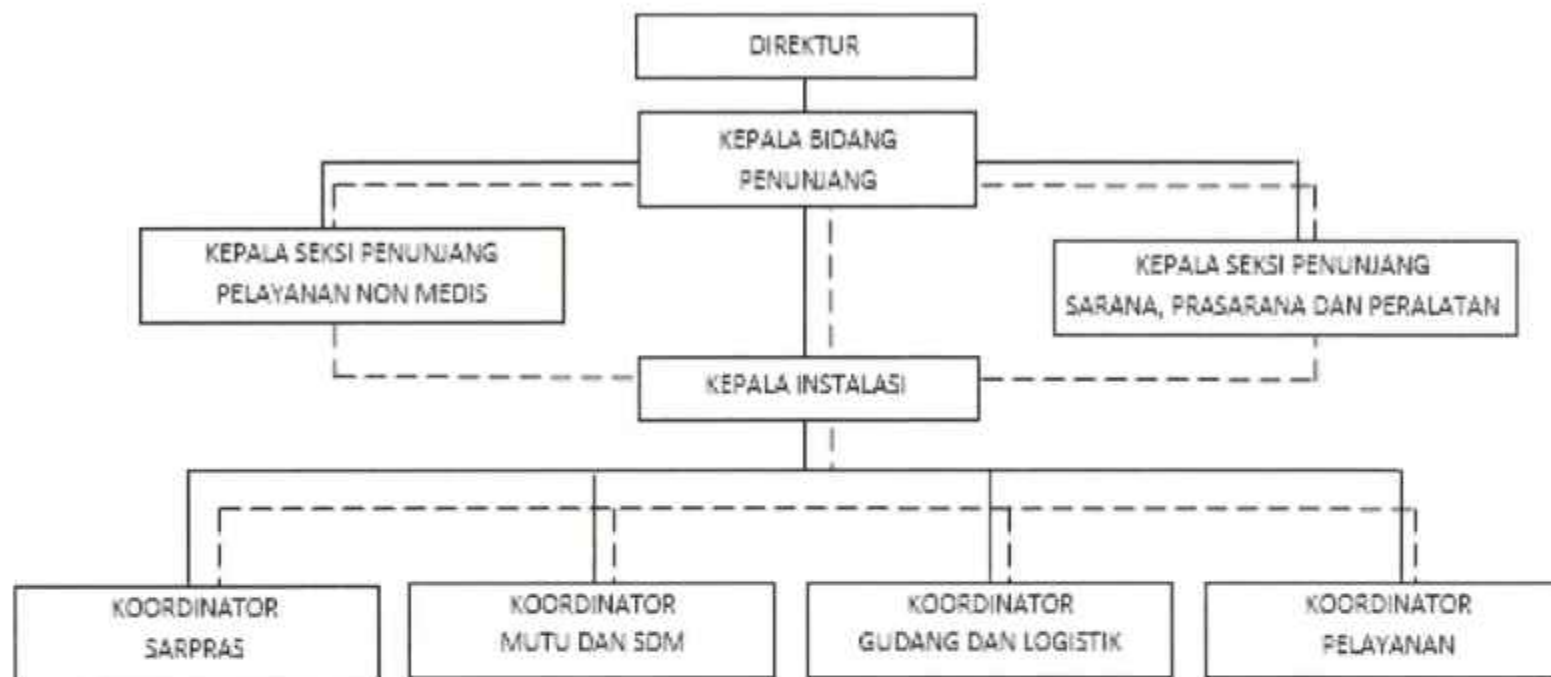 DIREKTUR
KEPALA BIDANG
PENUNJANG
KEPALA SEKSI PENUNJANG
PELAYANAN NON MEDIS
KEPALA SEKSI PENUNJANG
SARANA, PRASARANA DAN PERALATAN
KEPALA INSTALASI
KOORDINATOR
SARPRAS
KOORDINATOR
MUTU DAN SDM
KOORDINATOR
GUDANG DAN LOGISTIK
KOORDINATOR
PELAYANAN